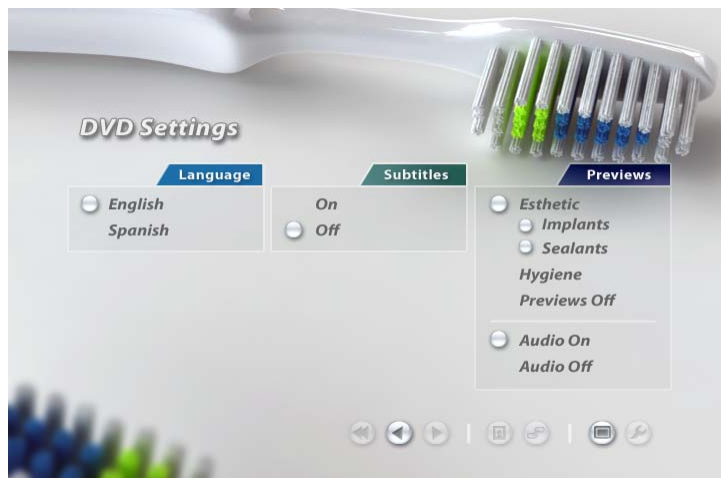 DVD Settings
Language
English
Spanish
Subtitles
On
Off
Previews
Esthetic
Implants
Sealants
Hygiene
Previews Off
Audio On
Audio Off